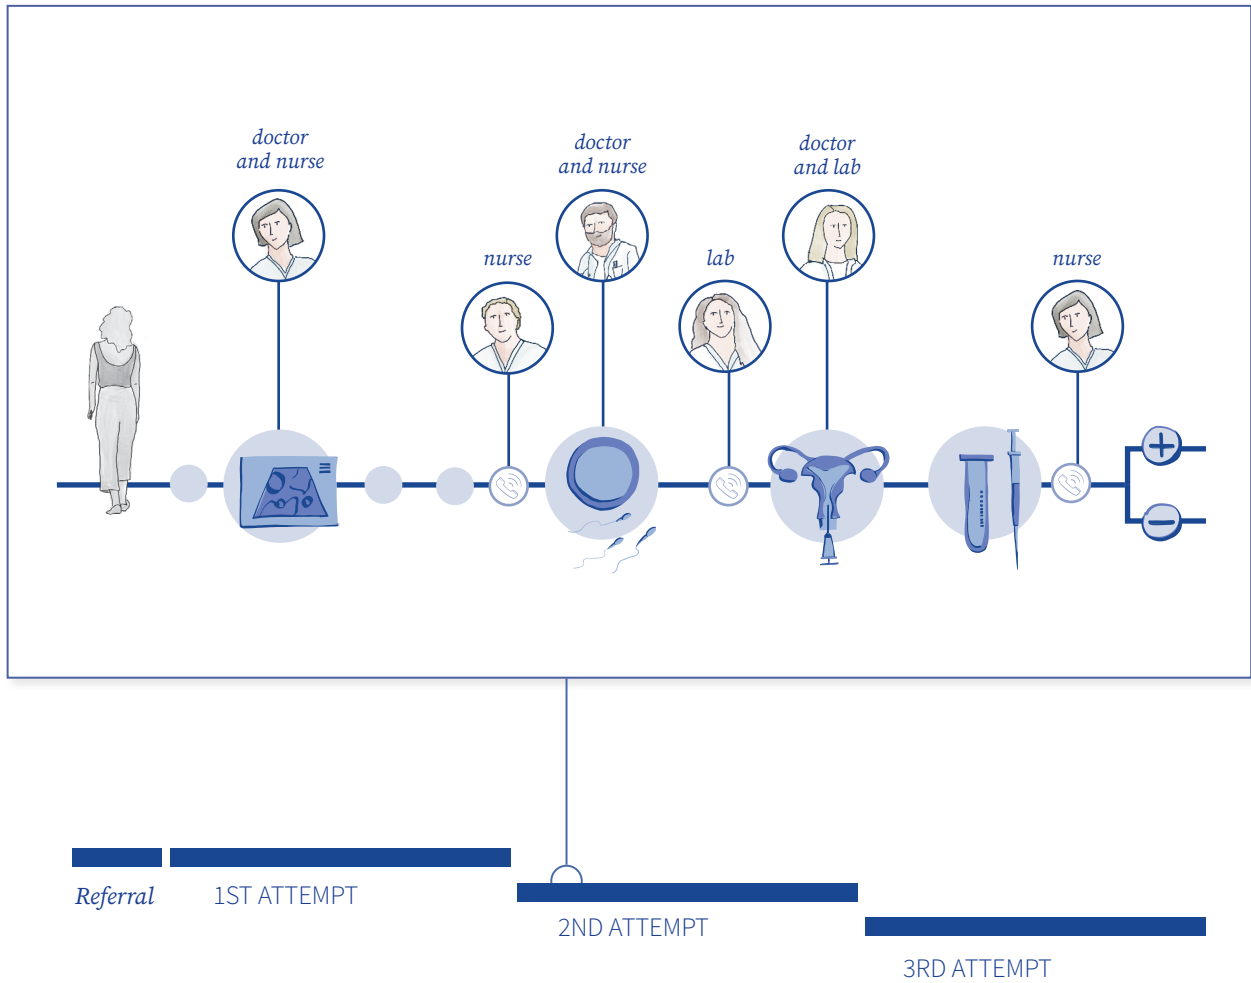 doctor
and nurse
nurse
doctor
and nurse
lab
doctor
and lab
nurse
Referral
1ST ATTEMPT
2ND ATTEMPT
3RD ATTEMPT